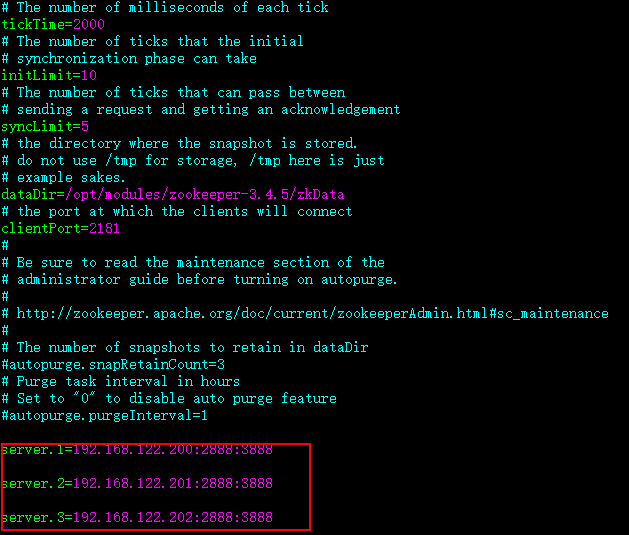 # The number of milliseconds of each tick
tickTime=2000
# The number of ticks that the initial
# synchronization phase can take
initLimit=10
# The number of ticks that can pass between
# sending a request and getting an acknowledgement
syncLimit=5
# the directory where the snapshot is stored.
# do not use /tmp for storage, /tmp here is just
# example sakes.
dataDir=/opt/modules/zookeeper-3.4.5/zkData
# the port at which the clients will connect
clientPort=2181
#
# Be sure to read the maintenance section of the
# administrator guide before turning on autopurge.
#
# http://zookeeper.apache.org/doc/current/zookeeperAdmin.html#sc_maintenance
#
# The number of snapshots to retain in dataDir
#autopurge.snapRetainCount=3
# Purge task interval in hours
# Set to "0" to disable auto purge feature
#autopurge.purgeInterval=1
server.1=192.168.122.200:2888:3888
server.2=192.168.122.201:2888:3888
server.3=192.168.122.202:2888:3888